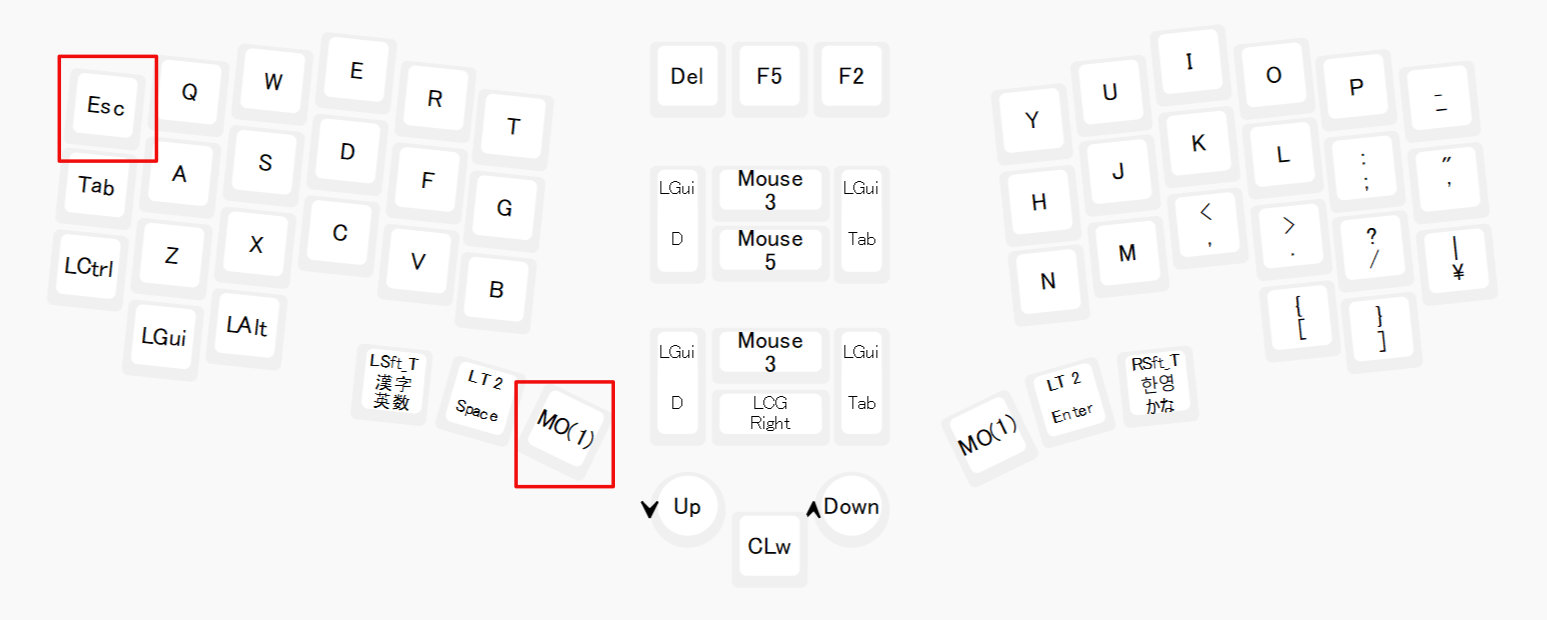 Esc
Q
W
E
R
T
Del
F5
F2
Y
U
I
O
P
-
_
Tab
A
S
D
F
G
LGui
D
Mouse
3
Mouse
5
LGui
Tab
H
J
K
L
:
;
"
'
LCtrl
Z
X
C
V
B
N
M
<
,
>
.
?
/
|
¥
LGui
LAlt
{
[
}
]
LSft_T
漢字
英数
LT 2
Space
MO(1)
LGui
D
Mouse
3
LCG
Right
LGui
Tab
MO(1)
LT 2
Enter
RSft_T
한영
かな
Up
Down
CLw